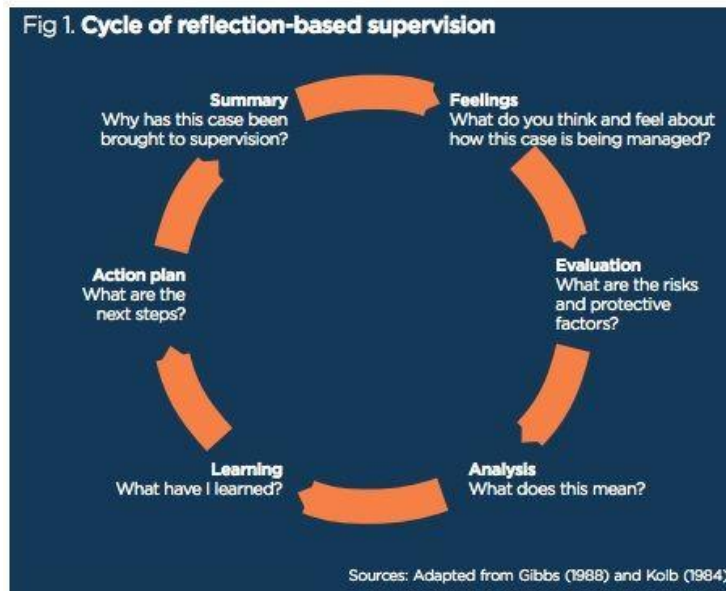 Fig 1. Cycle of reflection-based supervision
Summary
Why has this case been
brought to supervision?
Feelings
What do you think and feel about
how this case is being managed?
Evaluation
What are the risks
and protective
factors?
Analysis
What does this mean?
Learning
What have I learned?
Action plan
What are the
next steps?
Sources: Adapted from Gibbs (1988) and Kolb (1984)